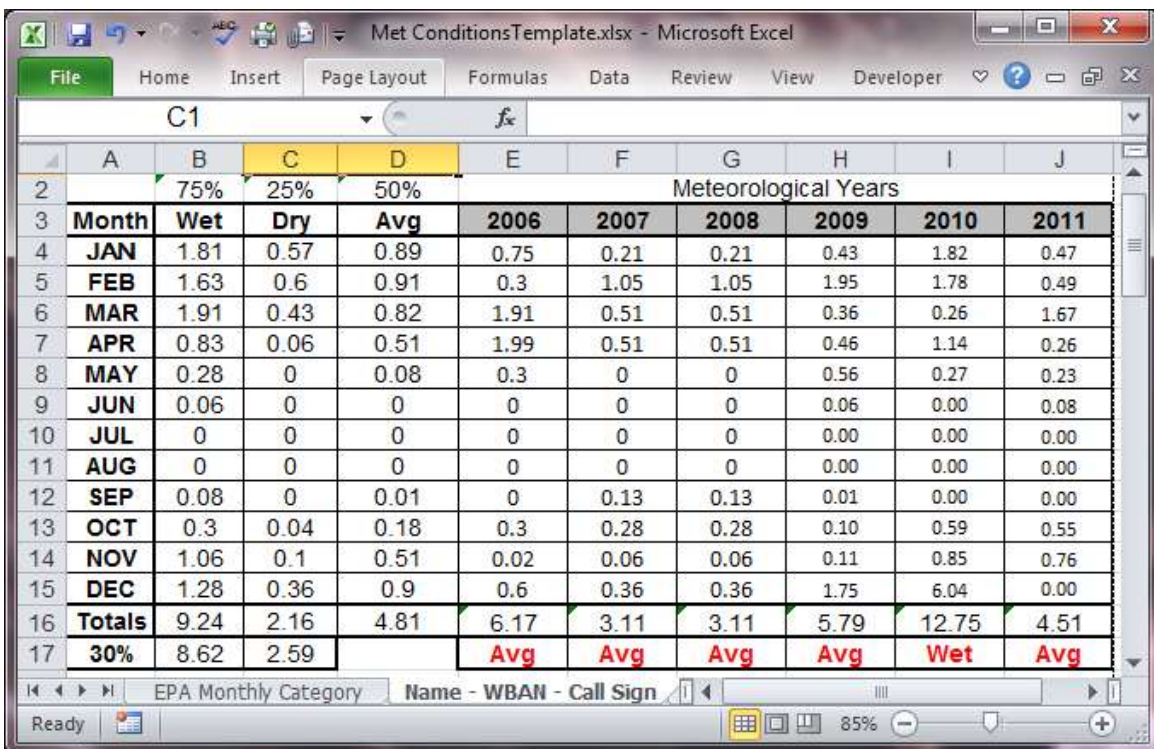 Met ConditionsTemplate.xlsx - Microsoft Excel
File Home Insert Page Layout Formulas Data Review View Developer
C1 fx
A B C D E F G H I J
2 75% 25% 50% Meteorological Years
3 Month Wet Dry Avg 2006 2007 2008 2009 2010 2011
4 JAN 1.81 0.57 0.89 0.75 0.21 0.21 0.43 1.82 0.47
5 FEB 1.63 0.6 0.91 0.3 1.05 1.05 1.95 1.78 0.49
6 MAR 1.91 0.43 0.82 1.91 0.51 0.51 0.36 0.26 1.67
7 APR 0.83 0.06 0.51 1.99 0.51 0.51 0.46 1.14 0.26
8 MAY 0.28 0 0.08 0.3 0 0 0.56 0.27 0.23
9 JUN 0.06 0 0 0 0 0 0.06 0.00 0.08
10 JUL 0 0 0 0 0 0 0.00 0.00 0.00
11 AUG 0 0 0 0 0 0 0.00 0.00 0.00
12 SEP 0.08 0 0.01 0 0.13 0.13 0.01 0.00 0.00
13 OCT 0.3 0.04 0.18 0.3 0.28 0.28 0.10 0.59 0.55
14 NOV 1.06 0.1 0.51 0.02 0.06 0.06 0.11 0.85 0.76
15 DEC 1.28 0.36 0.9 0.6 0.36 0.36 1.75 6.04 0.00
16 Totals 9.24 2.16 4.81 6.17 3.11 3.11 5.79 12.75 4.51
17 30% 8.62 2.59 Avg Avg Avg Avg Wet Avg
EPA Monthly Category Name - WBAN - Call Sign
Ready 85%